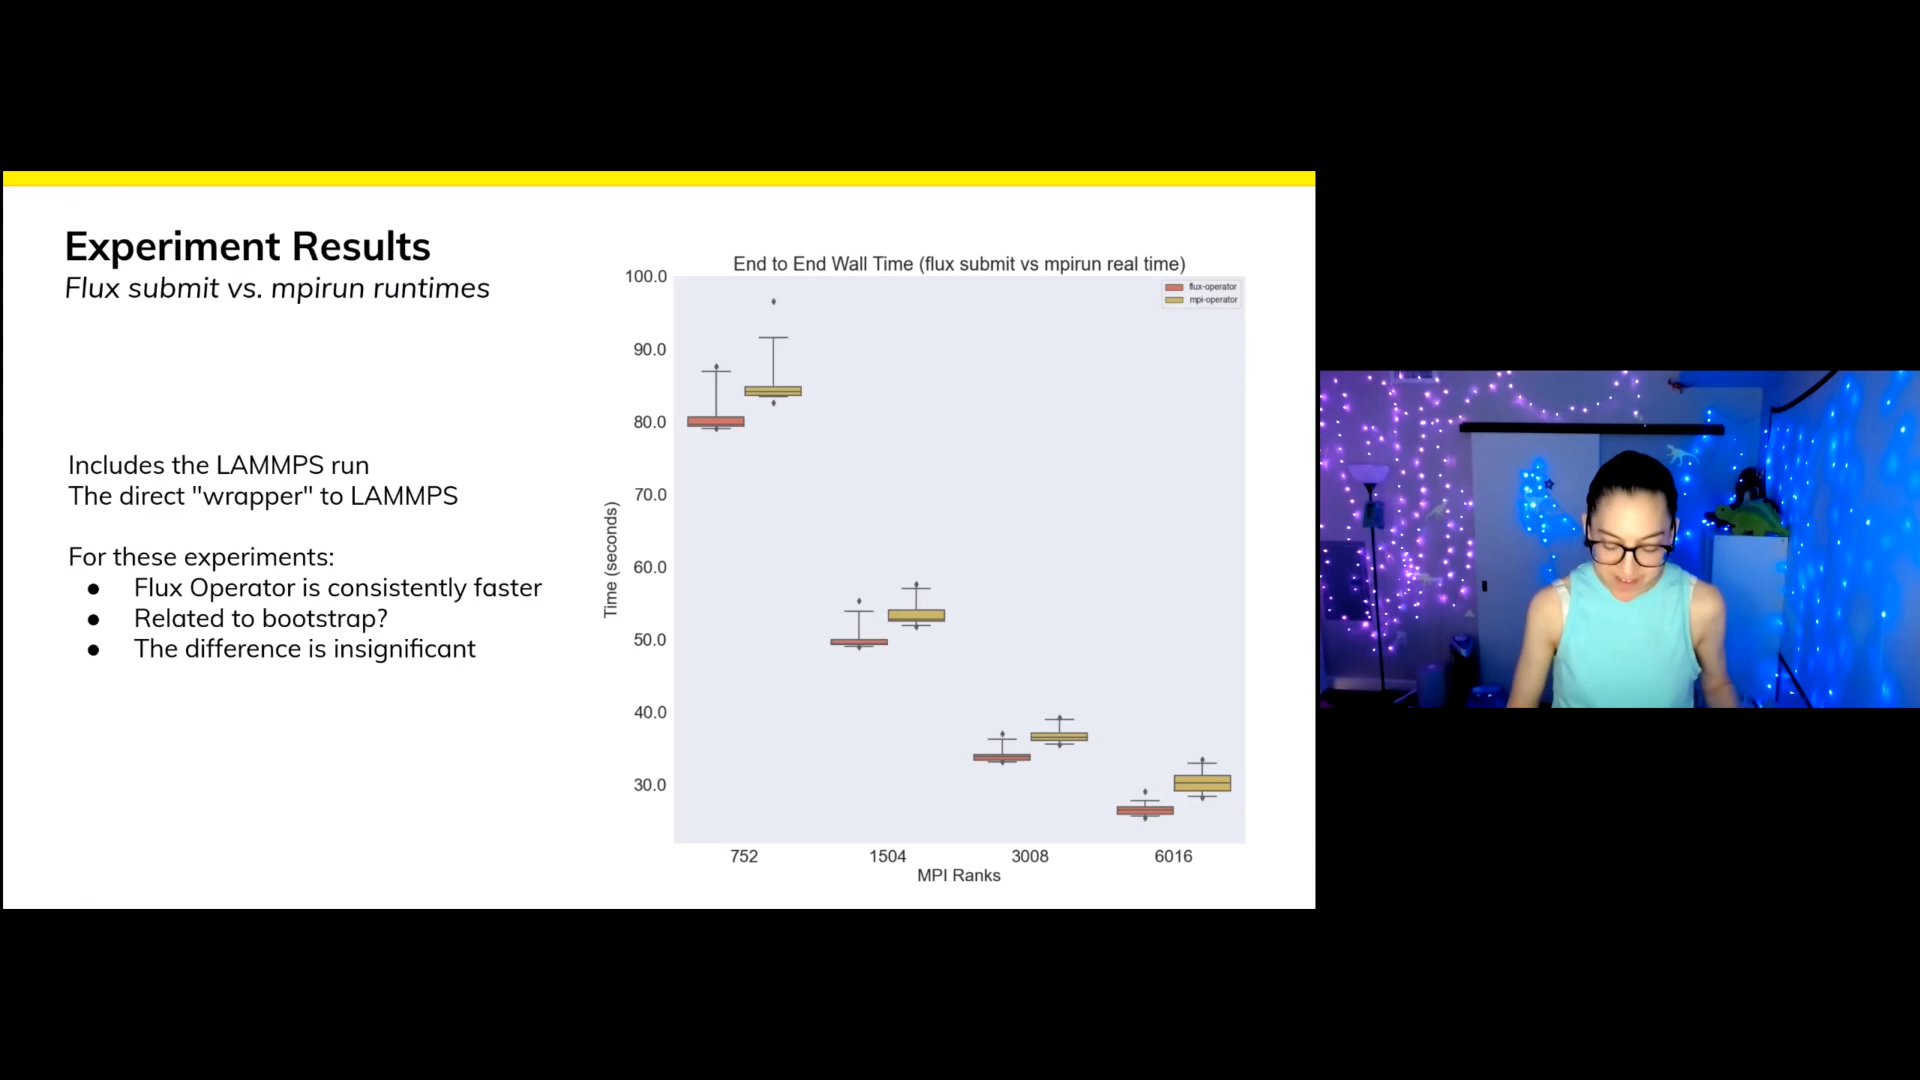 Experiment Results
Flux submit vs. mpirun runtimes
Includes the LAMMPS run
The direct "wrapper" to LAMMPS
For these experiments:
● Flux Operator is consistently faster
● Related to bootstrap?
● The difference is insignificant
End to End Wall Time (flux submit vs mpirun real time)
flux-operator
mpi-operator
100.0
90.0
80.0
70.0
60.0
50.0
40.0
30.0
Time (seconds)
752 1504 3008 6016
MPI Ranks